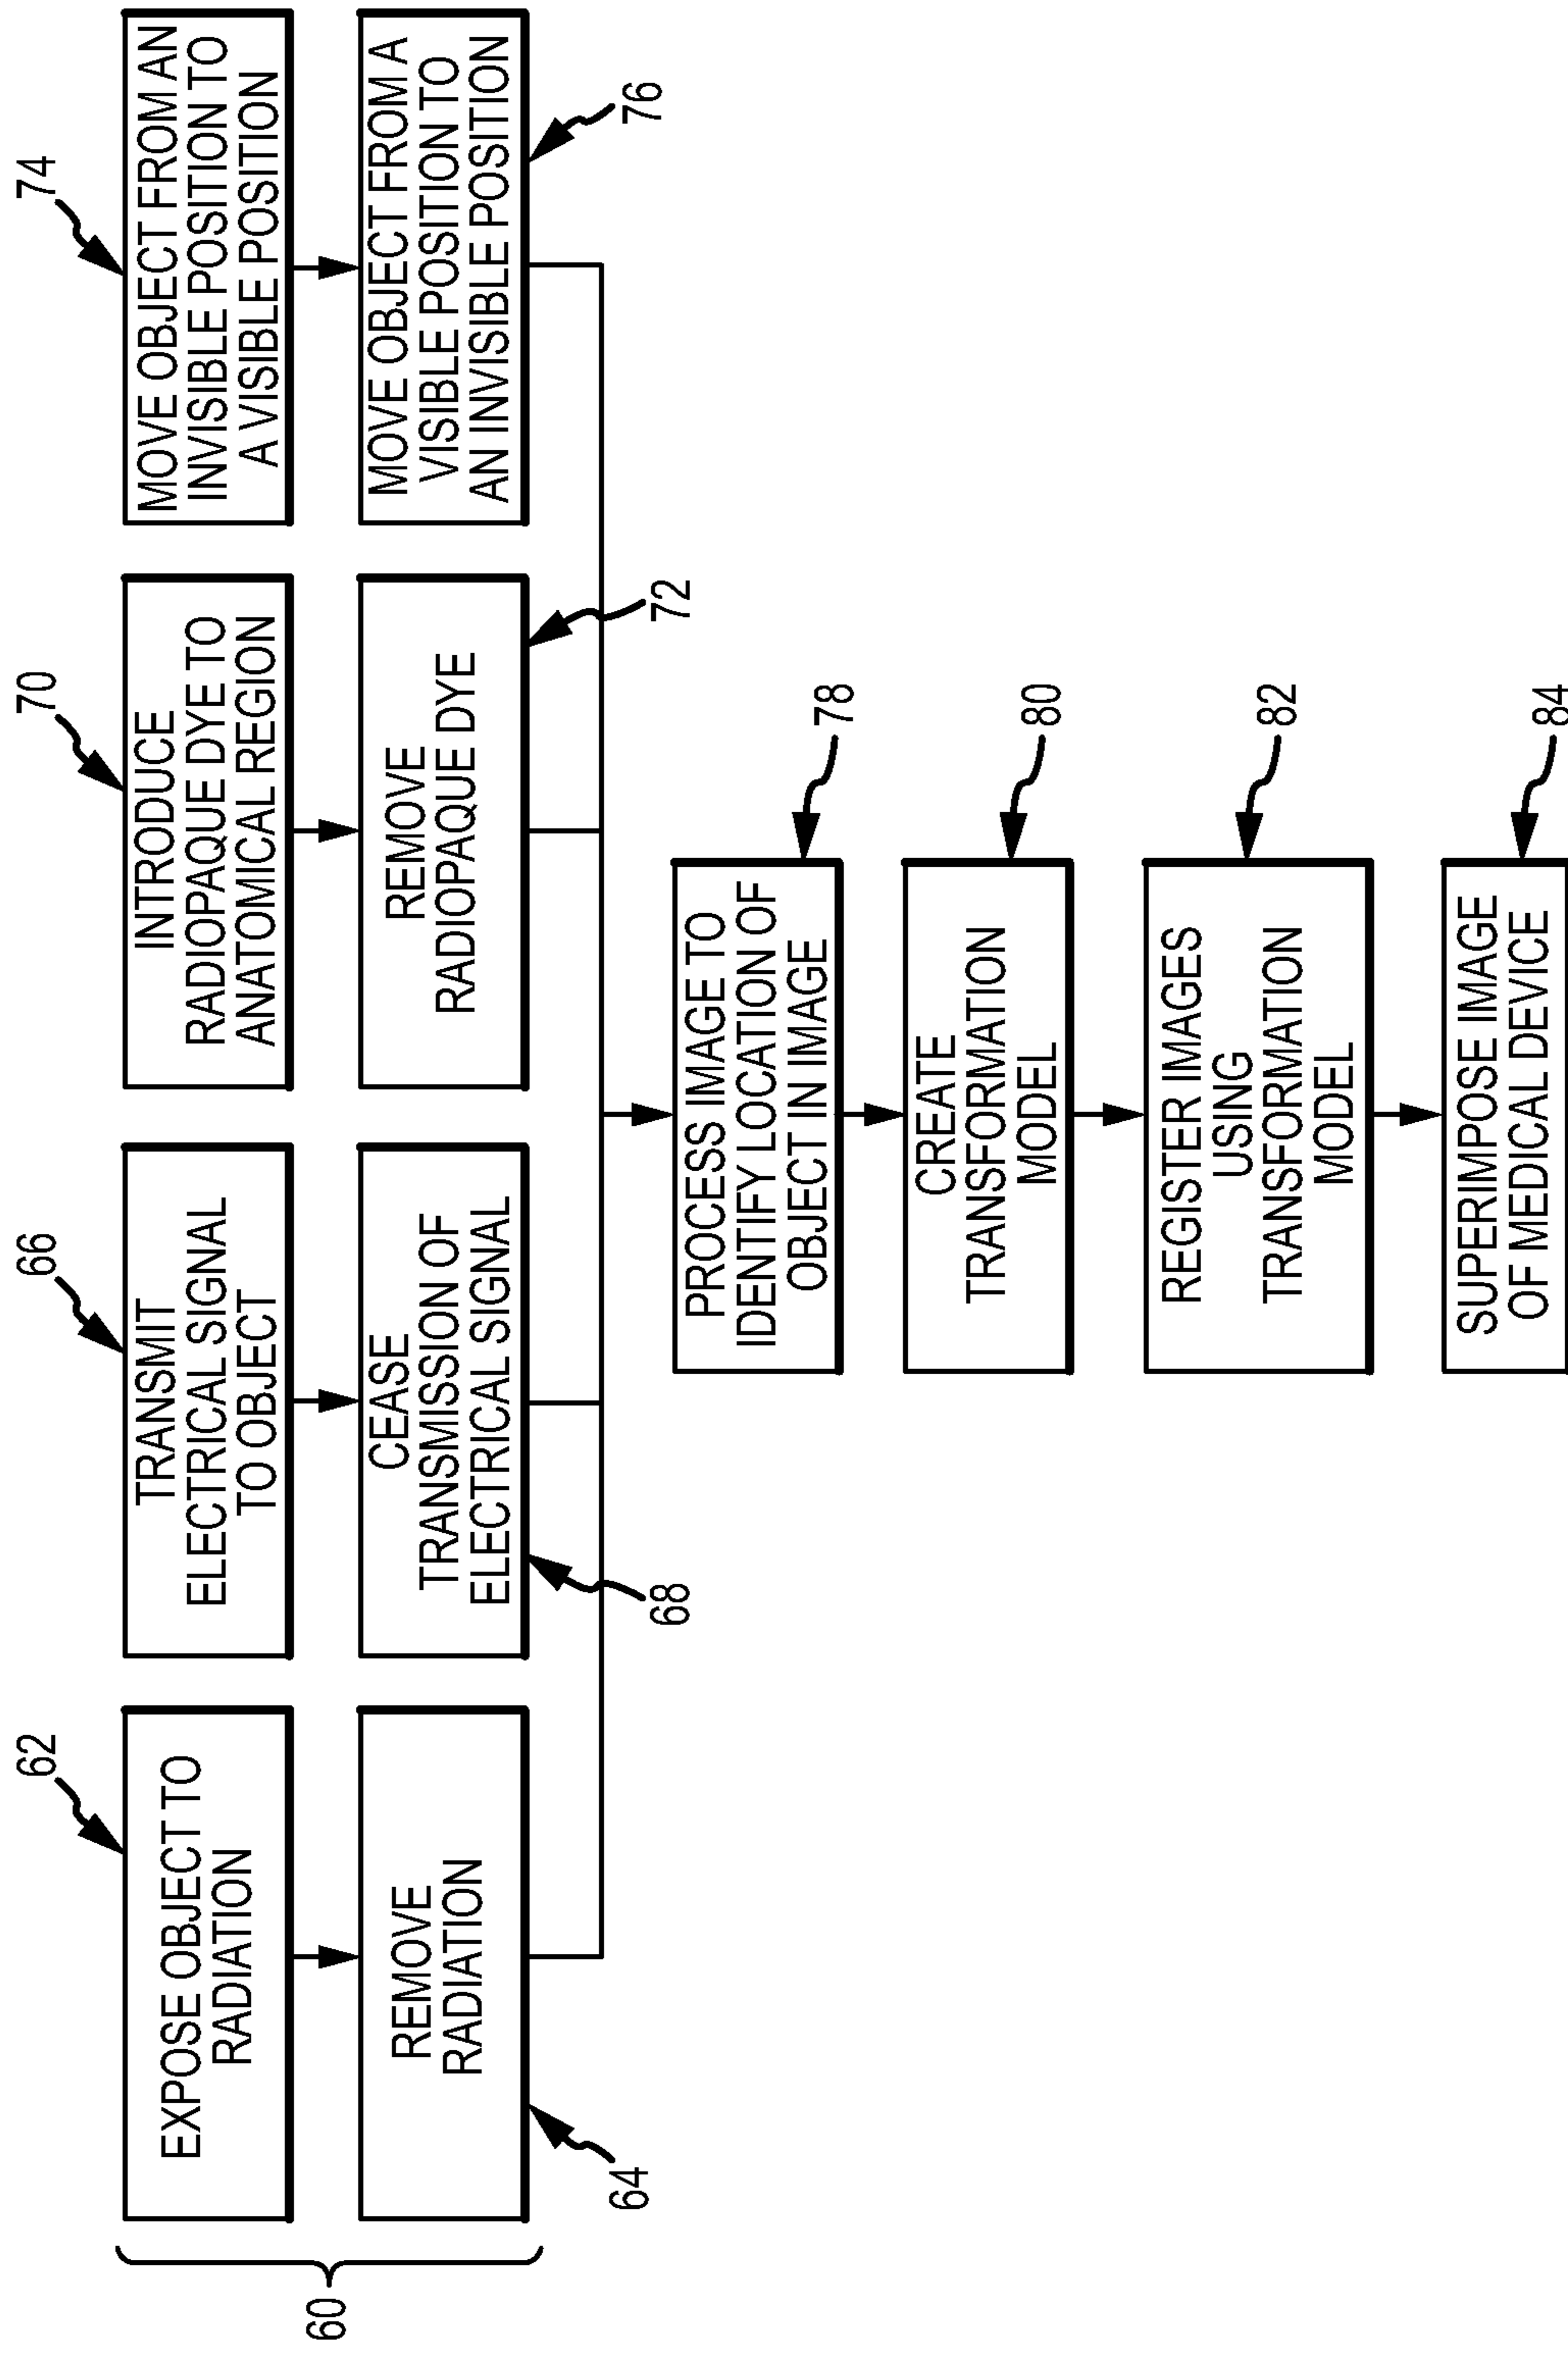 60
62
EXPOSE OBJECT TO
RADIATION
REMOVE
RADIATION
64
66
TRANSMIT
ELECTRICAL SIGNAL
TO OBJECT
CEASE
TRANSMISSION OF
ELECTRICAL SIGNAL
68
70
INTRODUCE
RADIOPAQUE DYE TO
ANATOMICAL REGION
REMOVE
RADIOPAQUE DYE
72
74
MOVE OBJECT FROM AN
INVISIBLE POSITION TO
A VISIBLE POSITION
MOVE OBJECT FROM A
VISIBLE POSITION TO
AN INVISIBLE POSITION
76
PROCESS IMAGE TO
IDENTIFY LOCATION OF
OBJECT IN IMAGE
78
CREATE
TRANSFORMATION
MODEL
80
REGISTER IMAGES
USING
TRANSFORMATION
MODEL
82
SUPERIMPOSE IMAGE
OF MEDICAL DEVICE
84